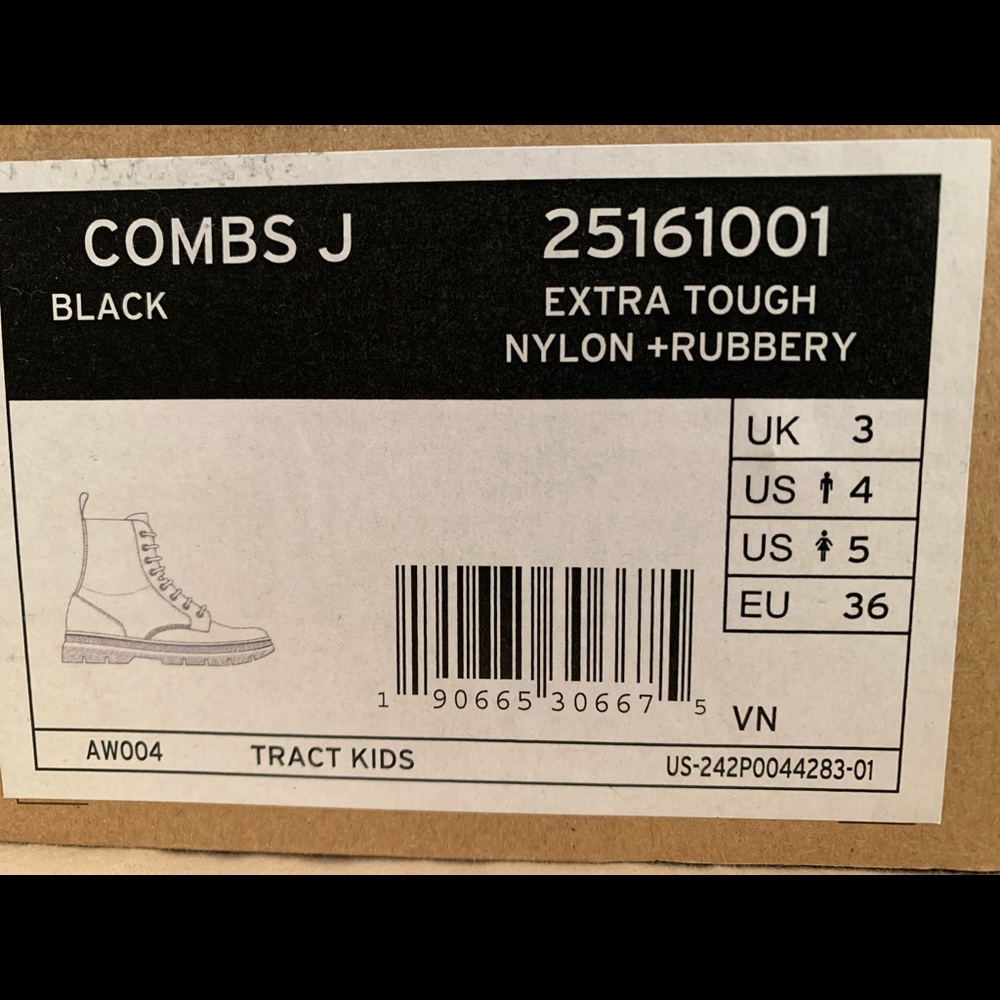 COMBS J
25161001
BLACK
EXTRA TOUGH
NYLON +RUBBERY
UK 3
US 4
US 5
EU 36
1 90665 30667 5
VN
AW004
TRACT KIDS
US-242P0044283-01